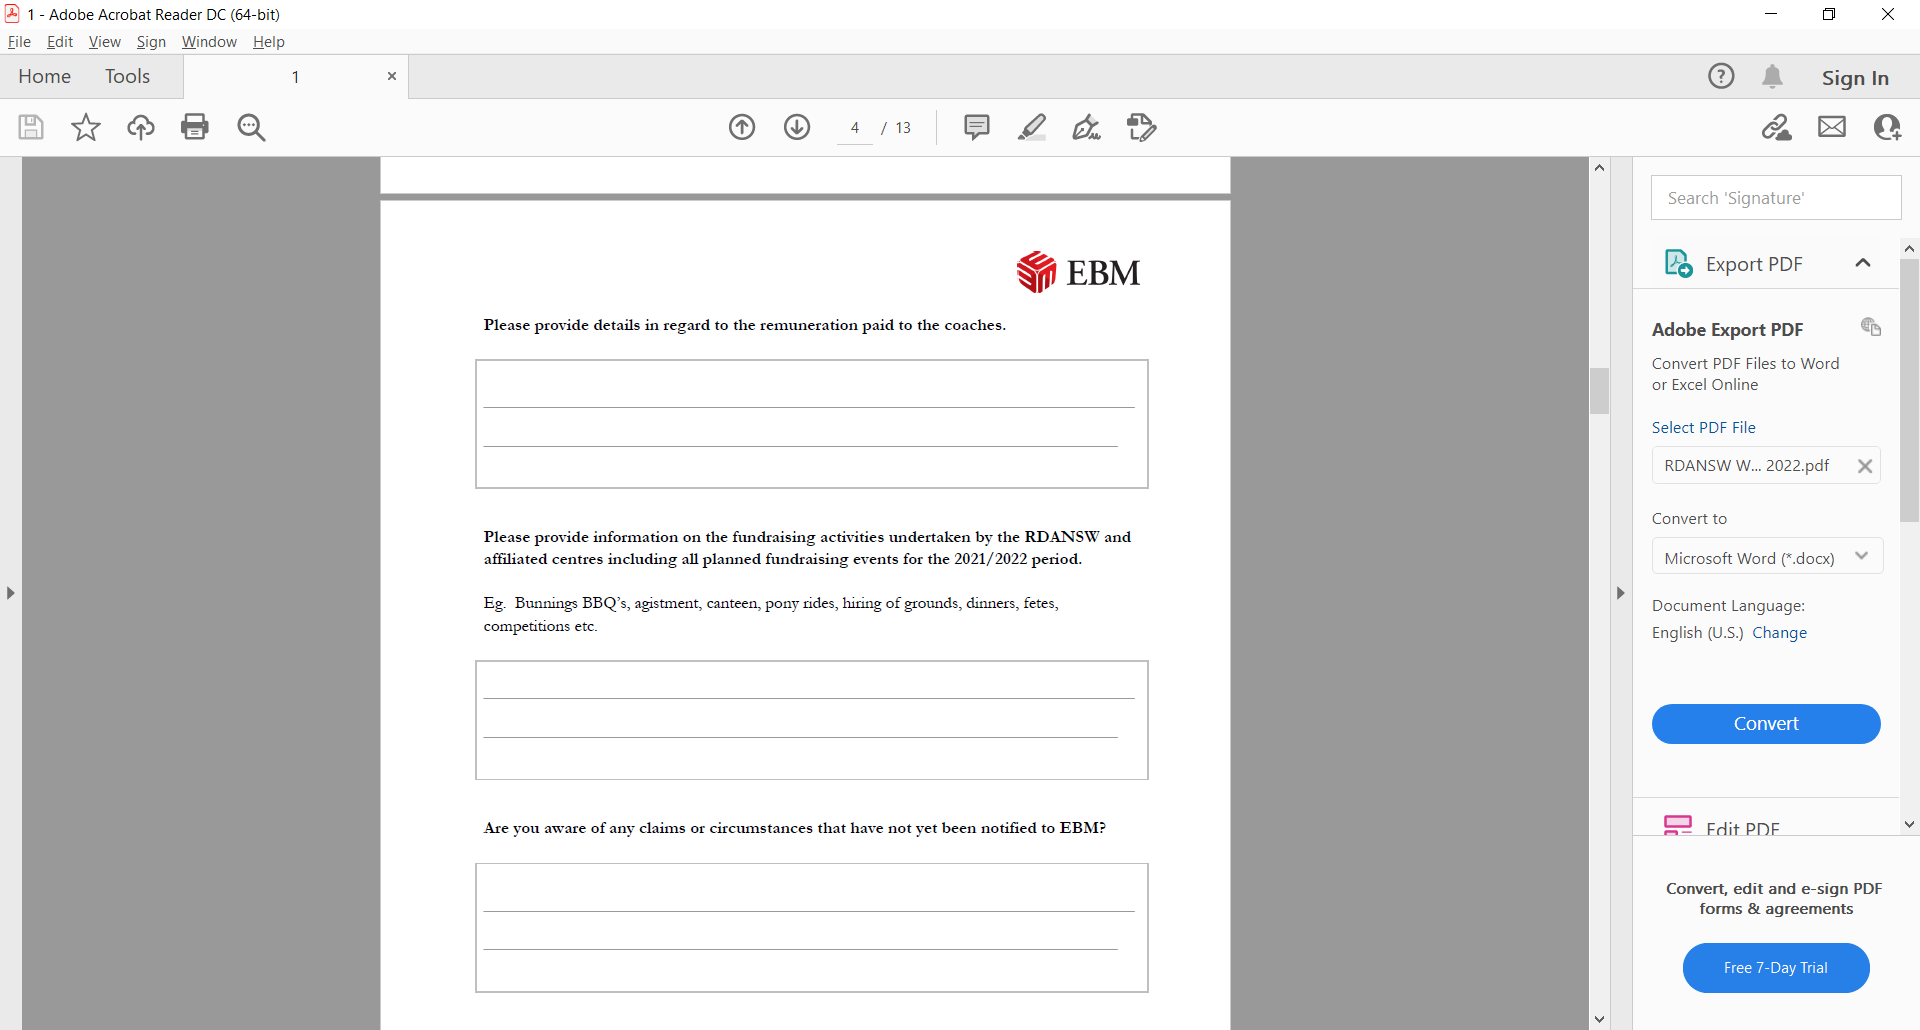 1 - Adobe Acrobat Reader DC (64-bit)
File Edit View Sign Window Help
Home Tools 1 Sign In
4 / 13
EBM
Please provide details in regard to the remuneration paid to the coaches.
Please provide information on the fundraising activities undertaken by the RDANSW and
affiliated centres including all planned fundraising events for the 2021/2022 period.
Eg. Bunnings BBQ’s, agistment, canteen, pony rides, hiring of grounds, dinners, fetes,
competitions etc.
Are you aware of any claims or circumstances that have not yet been notified to EBM?
Search 'Signature'
Export PDF
Adobe Export PDF
Convert PDF Files to Word
or Excel Online
Select PDF File
RDANSW W... 2022.pdf
Convert to
Microsoft Word (*.docx)
Document Language:
English (U.S.) Change
Convert
Edit PDF
Convert, edit and e-sign PDF
forms & agreements
Free 7-Day Trial